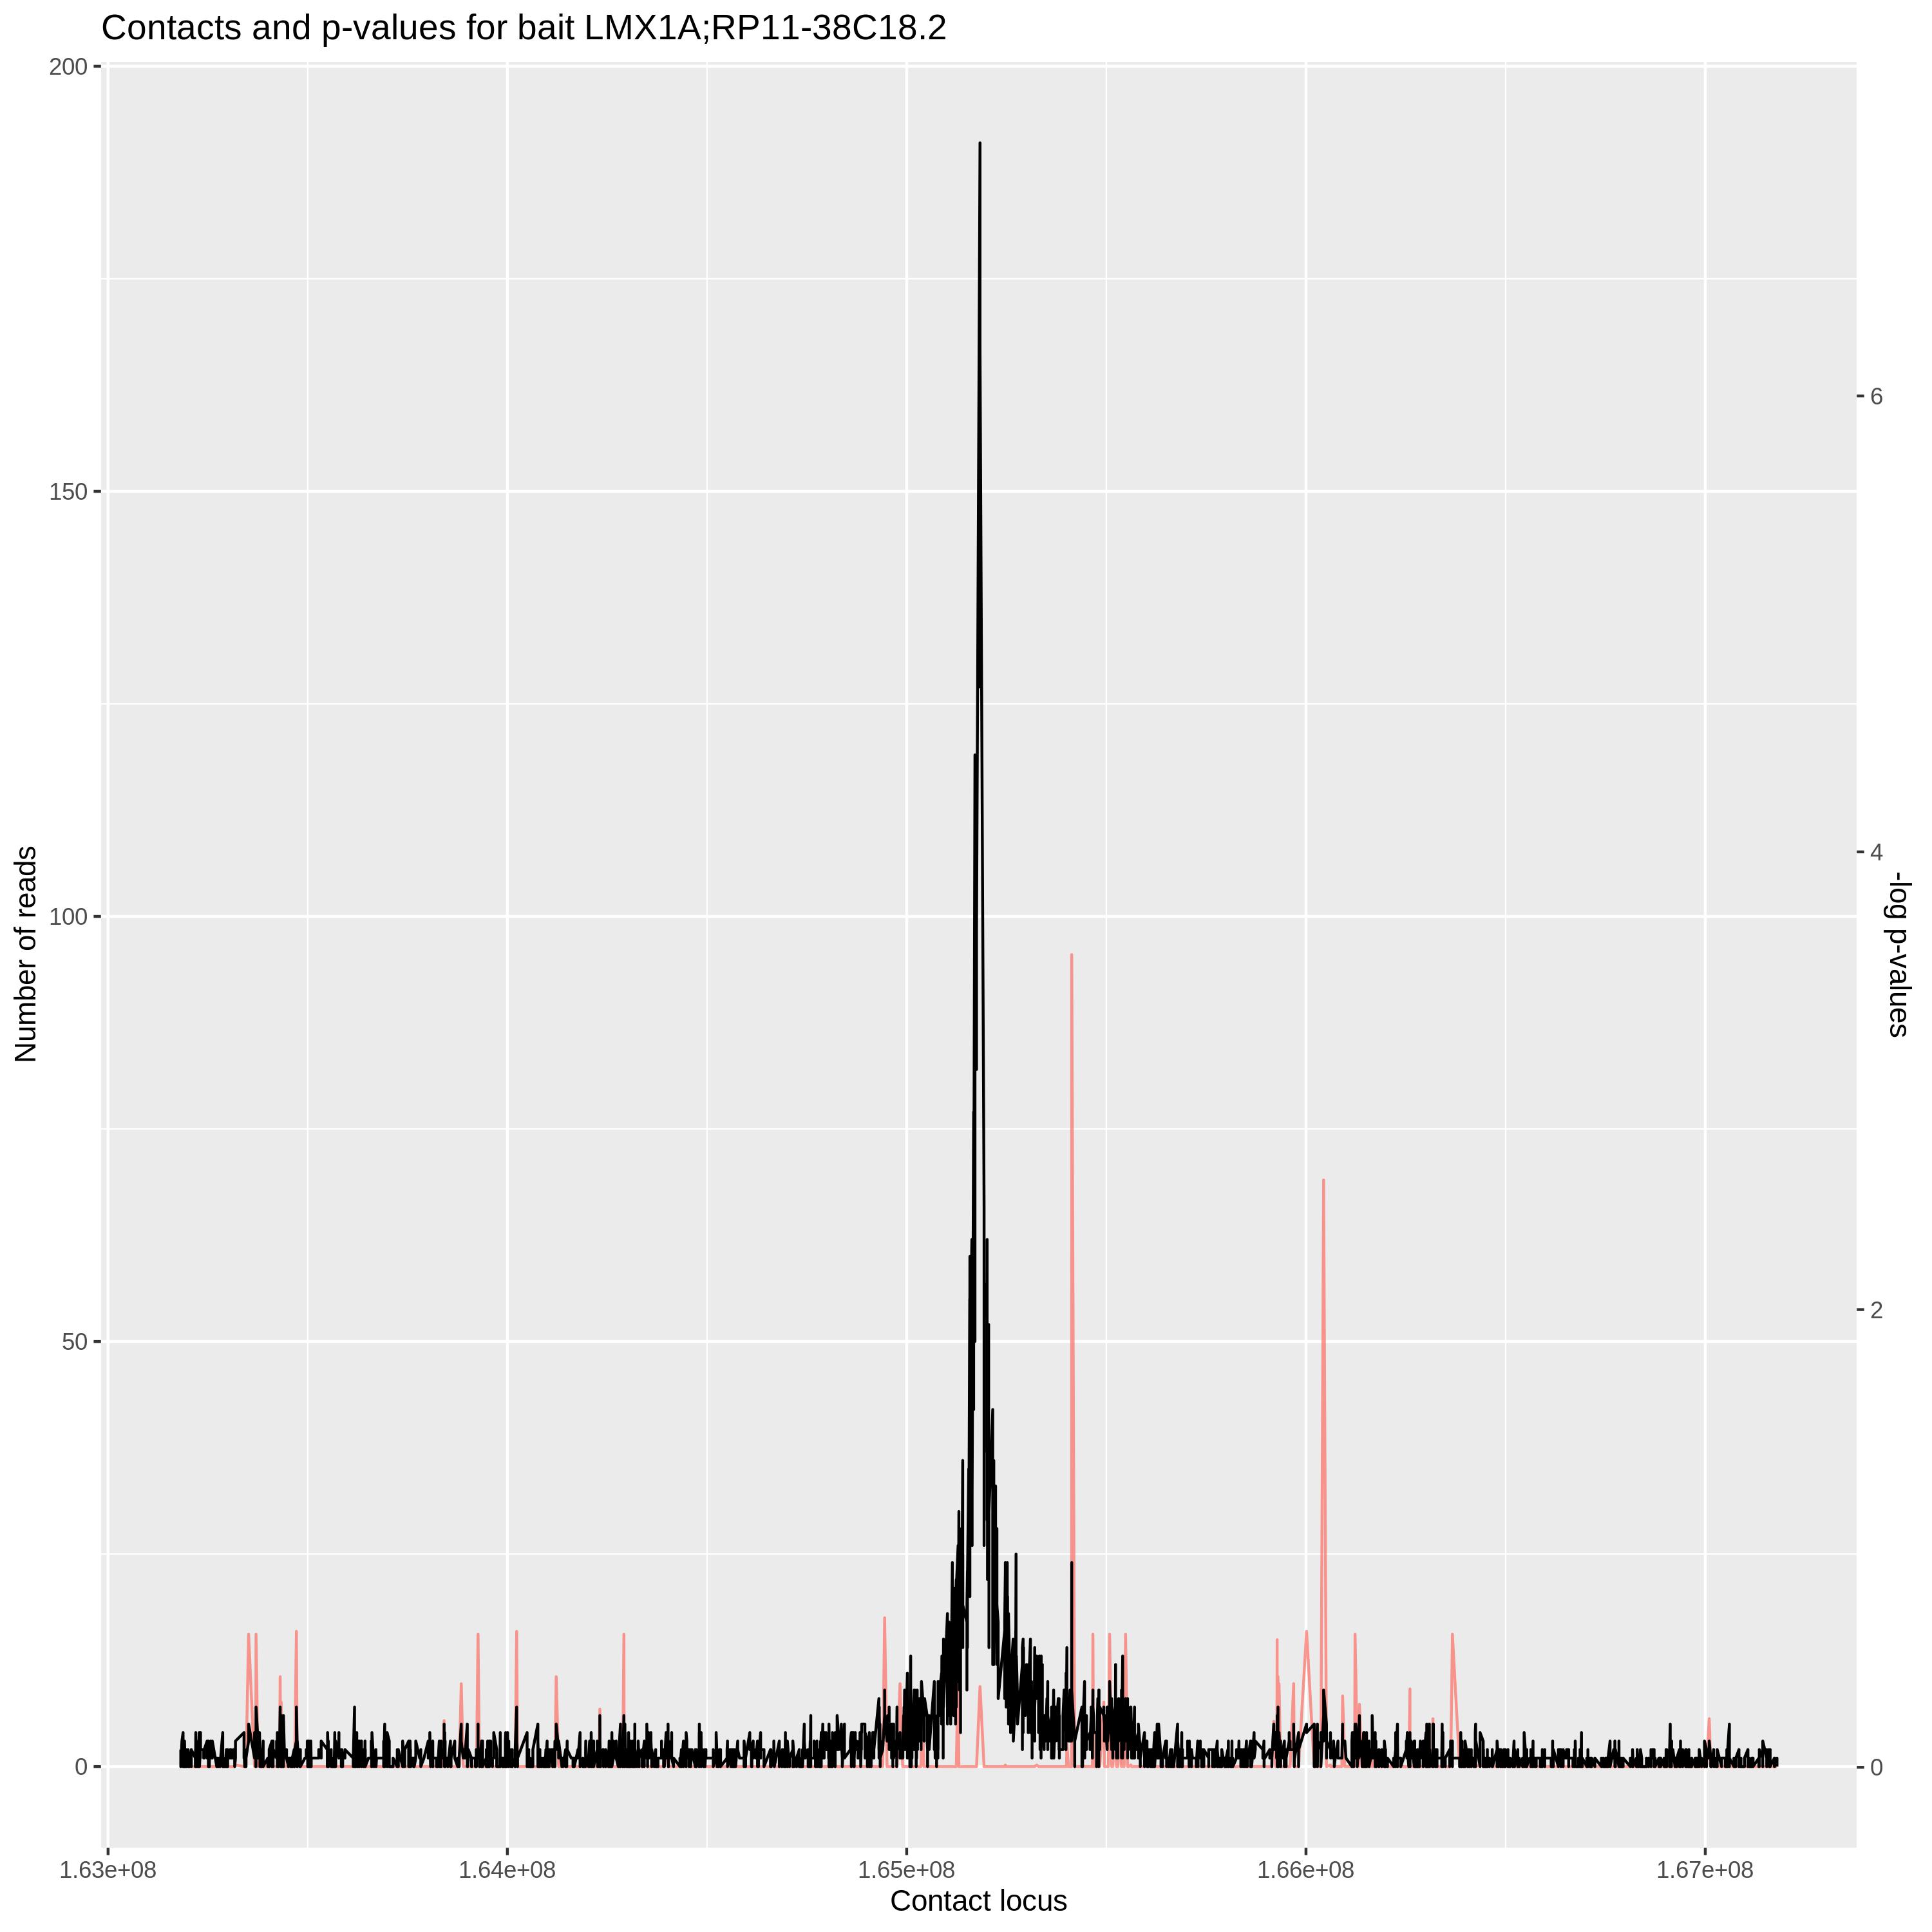 Contacts and p-values for bait LMX1A;RP11-38C18.2
200
150
100
50
0
Number of reads
6
4
2
0
-log p-values
1.63e+08
1.64e+08
1.65e+08
1.66e+08
1.67e+08
Contact locus